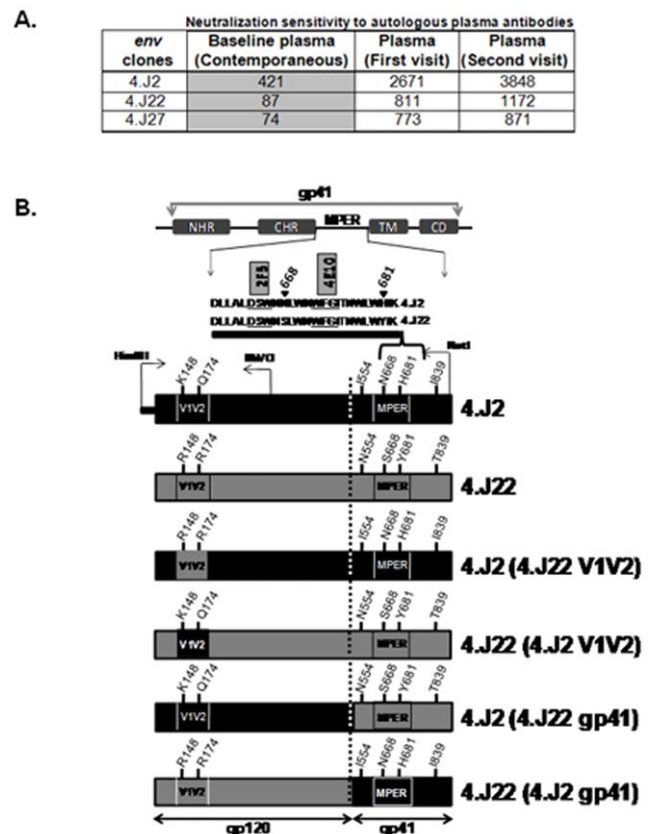 A.
Neutralization sensitivity to autologous plasma antibodies
env clones | Baseline plasma (Contemporaneous) | Plasma (First visit) | Plasma (Second visit)
4.J2 | 421 | 2671 | 3848
4.J22 | 87 | 811 | 1172
4.J27 | 74 | 773 | 871
B.
gp41
NHR CHR MPER TM CD
2F5 668 4E10 681
4.J2
4.J22
K148 Q174 I554 N668 H681 I839
V1V2 MPER 4.J2
R148 R174 N554 S668 Y681 T839
V1V2 MPER 4.J22
R148 R174 I554 N668 H681 I839
V1V2 MPER 4.J2 (4.J22 V1V2)
K148 Q174 N554 S668 Y681 T839
V1V2 MPER 4.J22 (4.J2 V1V2)
K148 Q174 N554 S668 Y681 T839
V1V2 MPER 4.J2 (4.J22 gp41)
R148 R174 I554 N668 H681 I839
V1V2 MPER 4.J22 (4.J2 gp41)
gp120 gp41